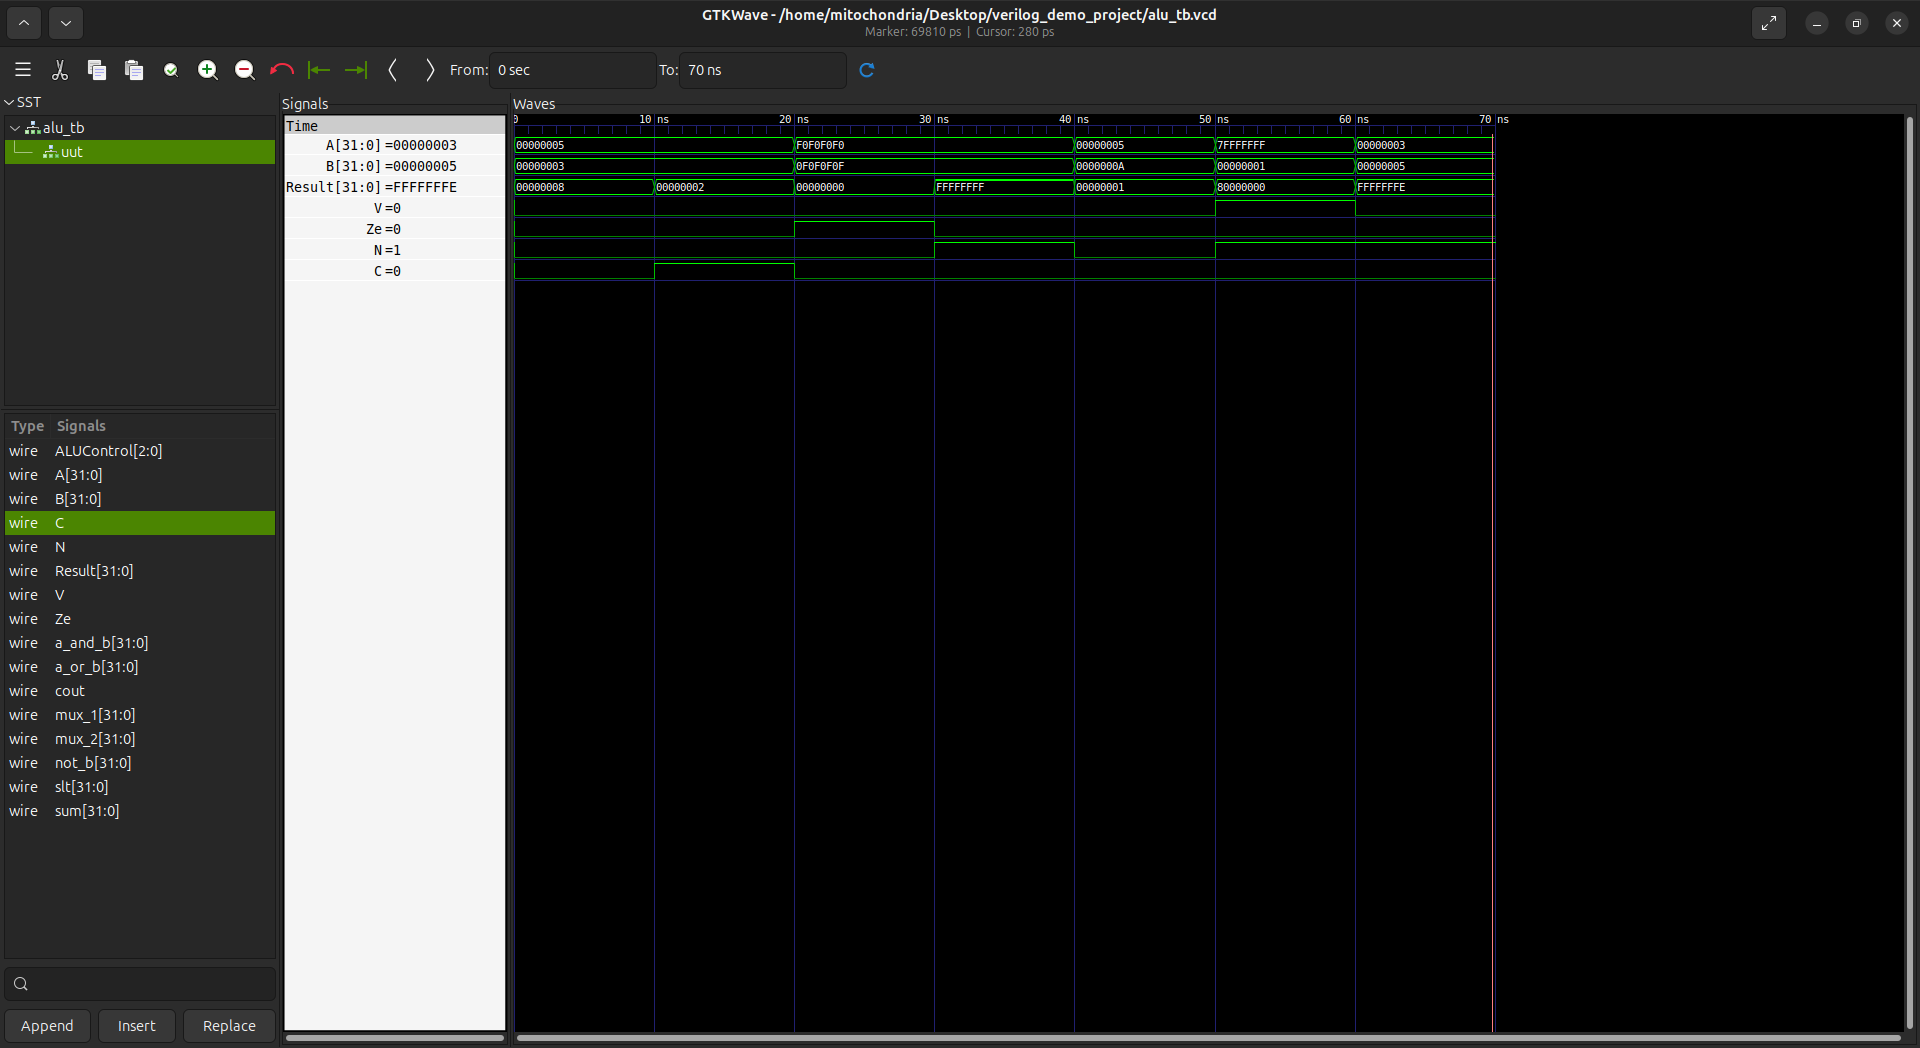 GTKWave - /home/mitochondria/Desktop/verilog_demo_project/alu_tb.vcd
Marker: 69810 ps | Cursor: 280 ps
From: 0 sec To: 70 ns
SST
alu_tb
uut
Type Signals
wire ALUControl[2:0]
wire A[31:0]
wire B[31:0]
wire C
wire N
wire Result[31:0]
wire V
wire Ze
wire a_and_b[31:0]
wire a_or_b[31:0]
wire cout
wire mux_1[31:0]
wire mux_2[31:0]
wire not_b[31:0]
wire slt[31:0]
wire sum[31:0]
Append Insert Replace
Signals
Time
A[31:0] =00000003
B[31:0] =00000005
Result[31:0] =FFFFFFFE
V =0
Ze =0
N =1
C =0
Waves
0 10 ns 20 ns 30 ns 40 ns 50 ns 60 ns 70 ns
00000005 F0F0F0F0 00000005 7FFFFFFF 00000003
00000003 0F0F0F0F 0000000A 00000001 00000005
00000008 00000002 00000000 FFFFFFFF 00000001 80000000 FFFFFFFE